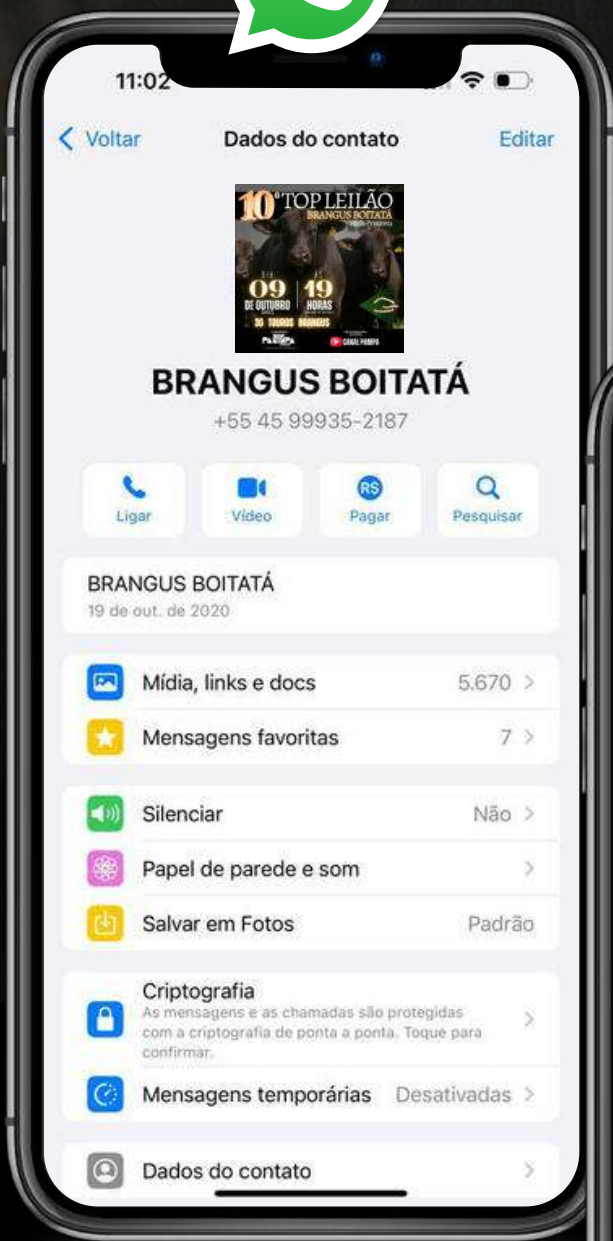 11:02
Voltar
Dados do contato
Editar
10º TOP LEILÃO
BRANGUS BOITATÁ
09
DE OUTUBRO
19
HORAS
30 TOUROS BRANGUS
PAMPA
CANAL PAMPA
BRANGUS BOITATÁ
+55 45 99935-2187
Ligar
Vídeo
Pagar
Pesquisar
BRANGUS BOITATÁ
19 de out. de 2020
Mídia, links e docs 5.670
Mensagens favoritas 7
Silenciar Não
Papel de parede e som
Salvar em Fotos Padrão
Criptografia
As mensagens e as chamadas são protegidas
com a criptografia de ponta a ponta. Toque para
confirmar.
Mensagens temporárias Desativadas
Dados do contato